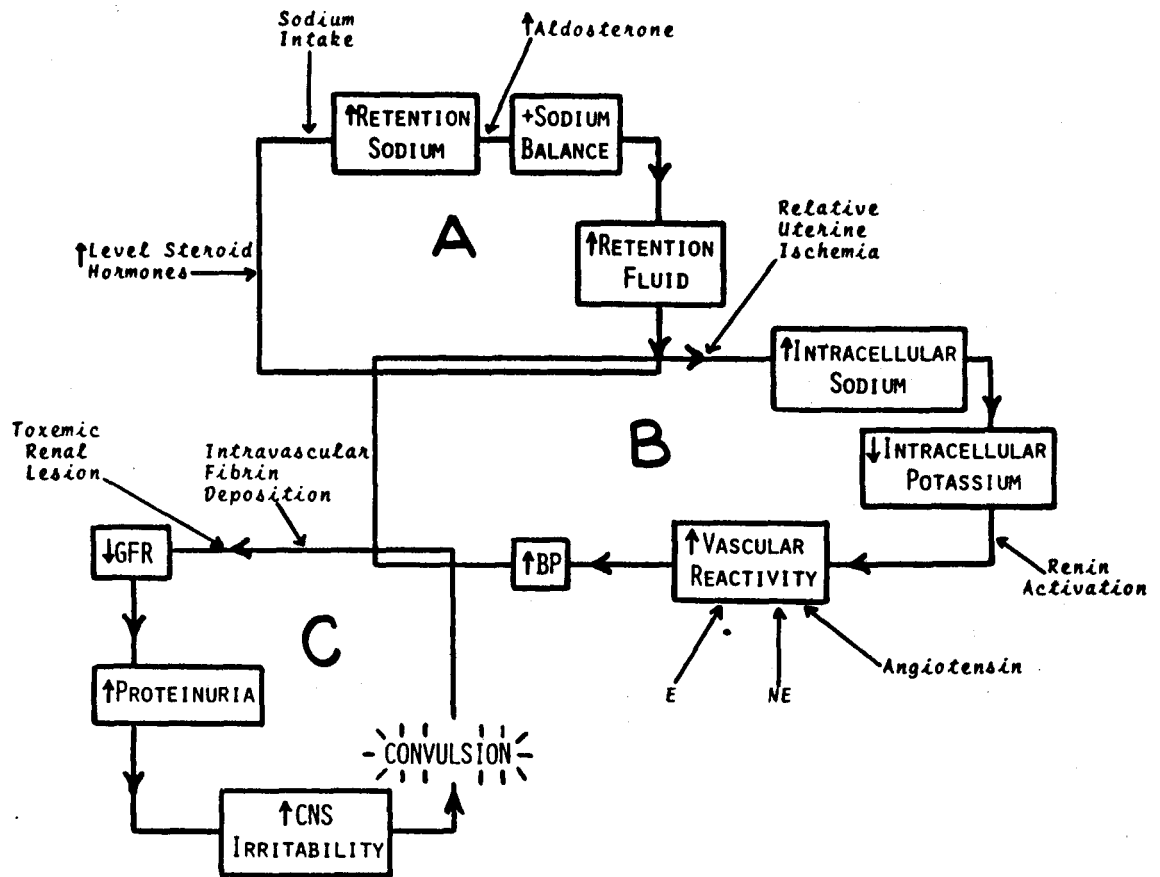 Sodium
Intake
↑Aldosterone
↑RETENTION
SODIUM
+SODIUM
BALANCE
A
↑Level Steroid
Hormones
↑RETENTION
FLUID
Relative
Uterine
Ischemia
↑INTRACELLULAR
SODIUM
B
↓INTRACELLULAR
POTASSIUM
Toxemic
Renal
Lesion
Intravascular
Fibrin
Deposition
↓GFR
↑BP
↑VASCULAR
REACTIVITY
Renin
Activation
C
E
NE
Angiotensin
↑PROTEINURIA
CONVULSION
↑CNS
IRRITABILITY